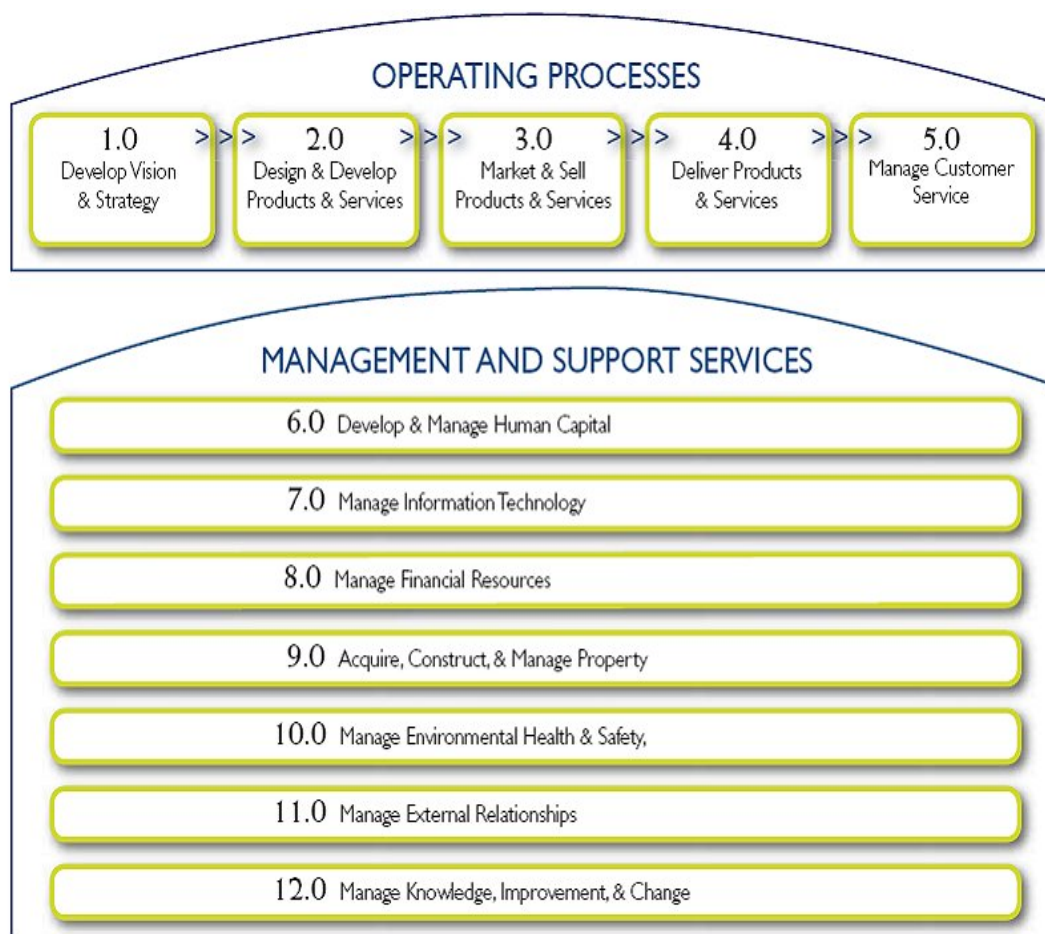 OPERATING PROCESSES
1.0 > > > 2.0 > > > 3.0 > > > 4.0 > > > 5.0
Develop Vision
& Strategy
Design & Develop
Products & Services
Market & Sell
Products & Services
Deliver Products
& Services
Manage Customer
Service
MANAGEMENT AND SUPPORT SERVICES
6.0 Develop & Manage Human Capital
7.0 Manage Information Technology
8.0 Manage Financial Resources
9.0 Acquire, Construct, & Manage Property
10.0 Manage Environmental Health & Safety,
11.0 Manage External Relationships
12.0 Manage Knowledge, Improvement, & Change